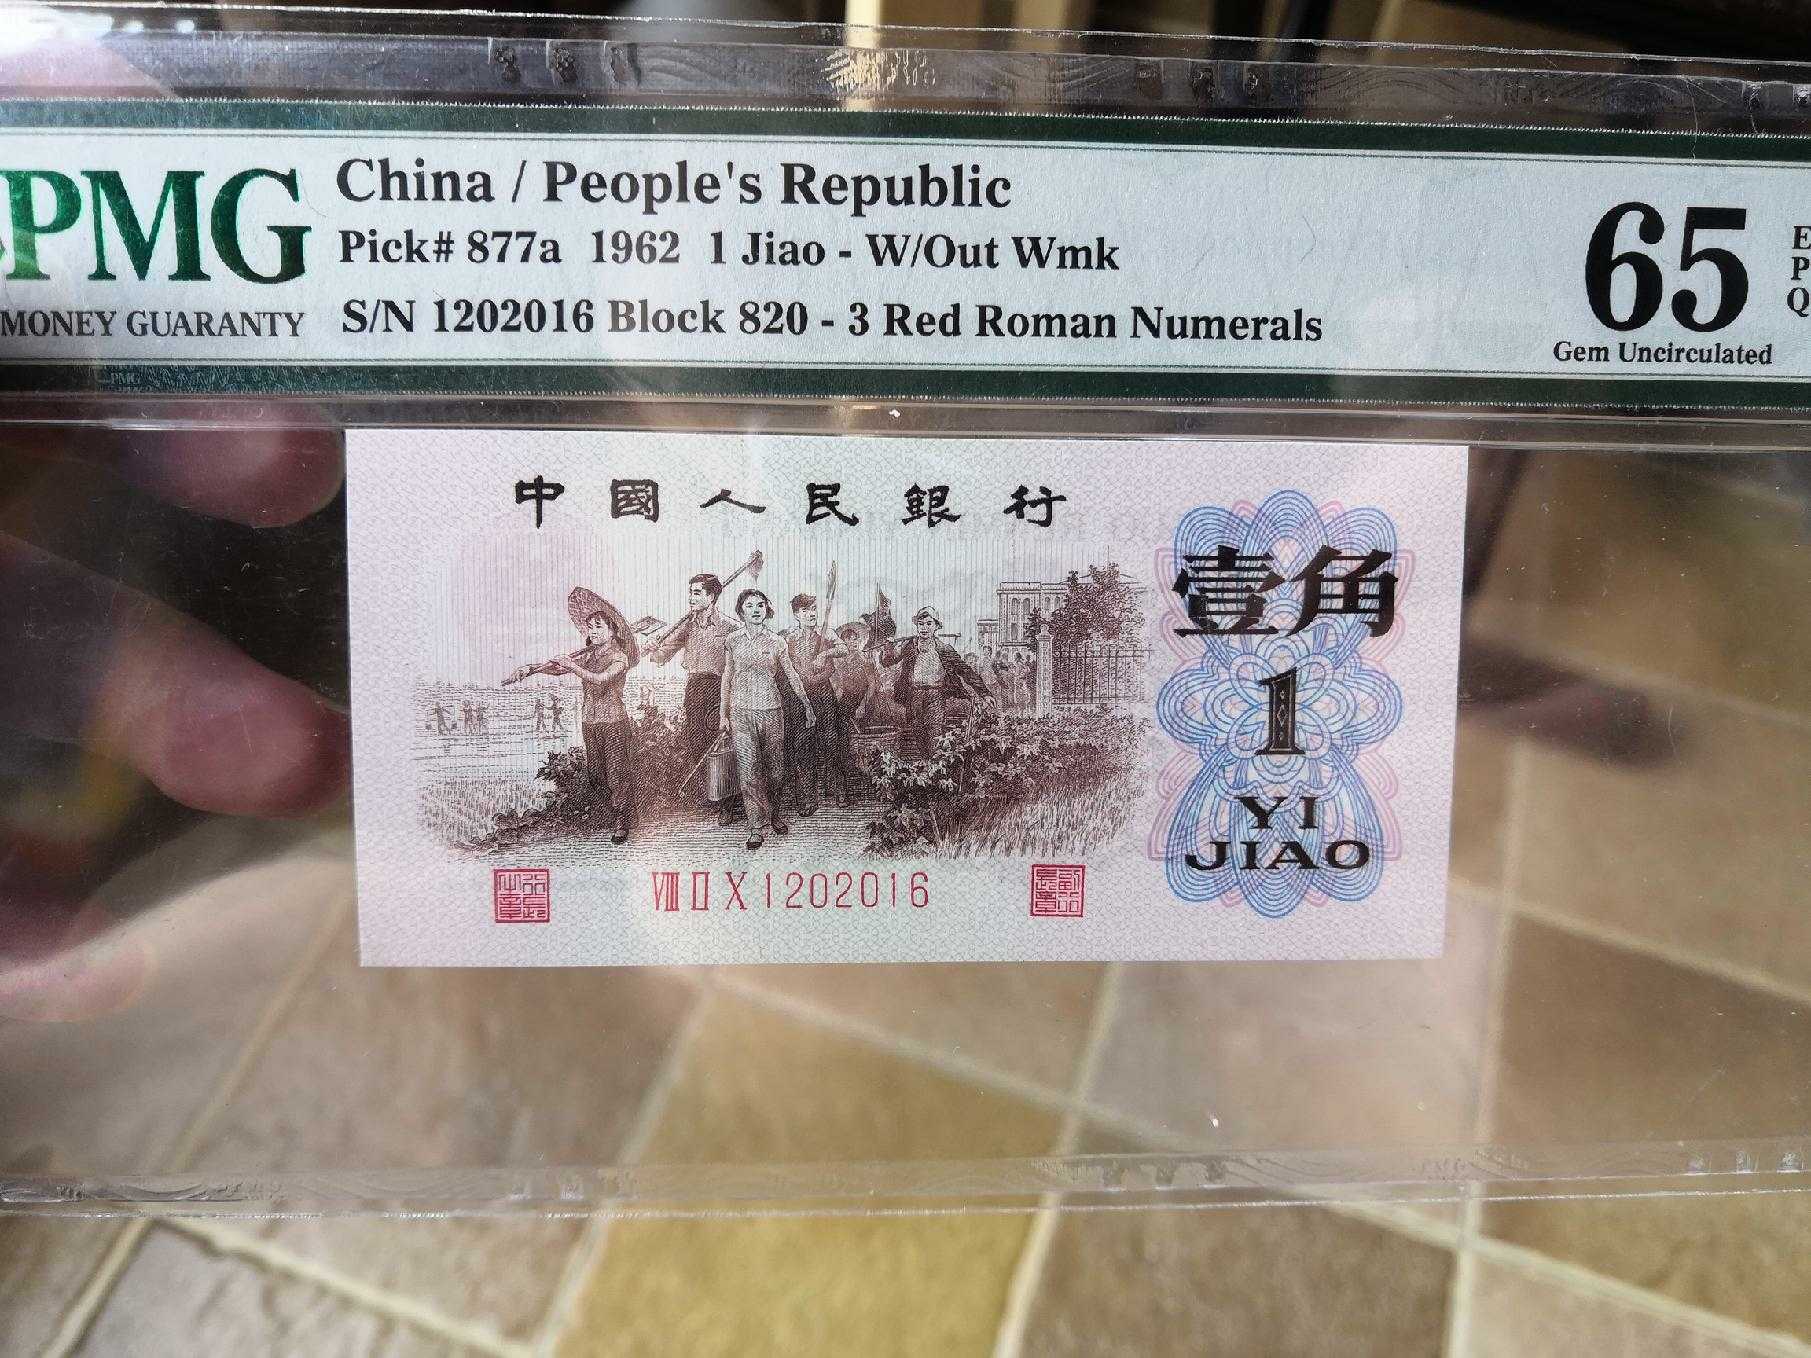 PMG
MONEY GUARANTY
China / People's Republic
Pick# 877a 1962 1 Jiao - W/Out Wmk
S/N 1202016 Block 820 - 3 Red Roman Numerals
65
E
P
Q
Gem Uncirculated
PMG
中國人民銀行
壹角
1
YI
JIAO
VIII II X 1202016